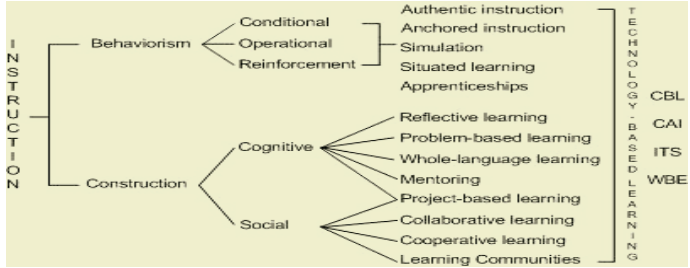 INSTRUCTION
Behaviorism
Construction
Conditional
Operational
Reinforcement
Cognitive
Social
Authentic instruction
Anchored instruction
Simulation
Situated learning
Apprenticeships
Reflective learning
Problem-based learning
Whole-language learning
Mentoring
Project-based learning
Collaborative learning
Cooperative learning
Learning Communities
TECHNOLOGY-BASED LEARNING
CBL
CAI
ITS
WBE